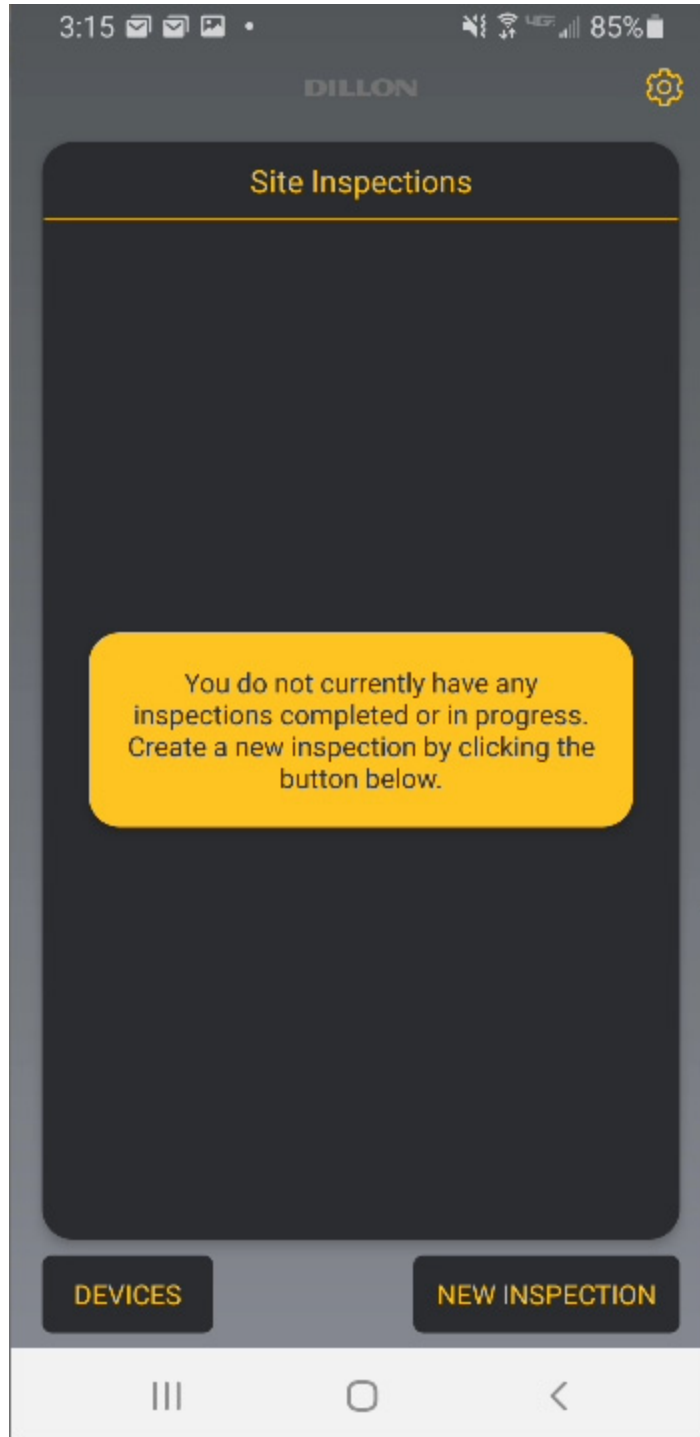 3:15
4GE
85%
DILLON
Site Inspections
You do not currently have any
inspections completed or in progress.
Create a new inspection by clicking the
button below.
DEVICES
NEW INSPECTION